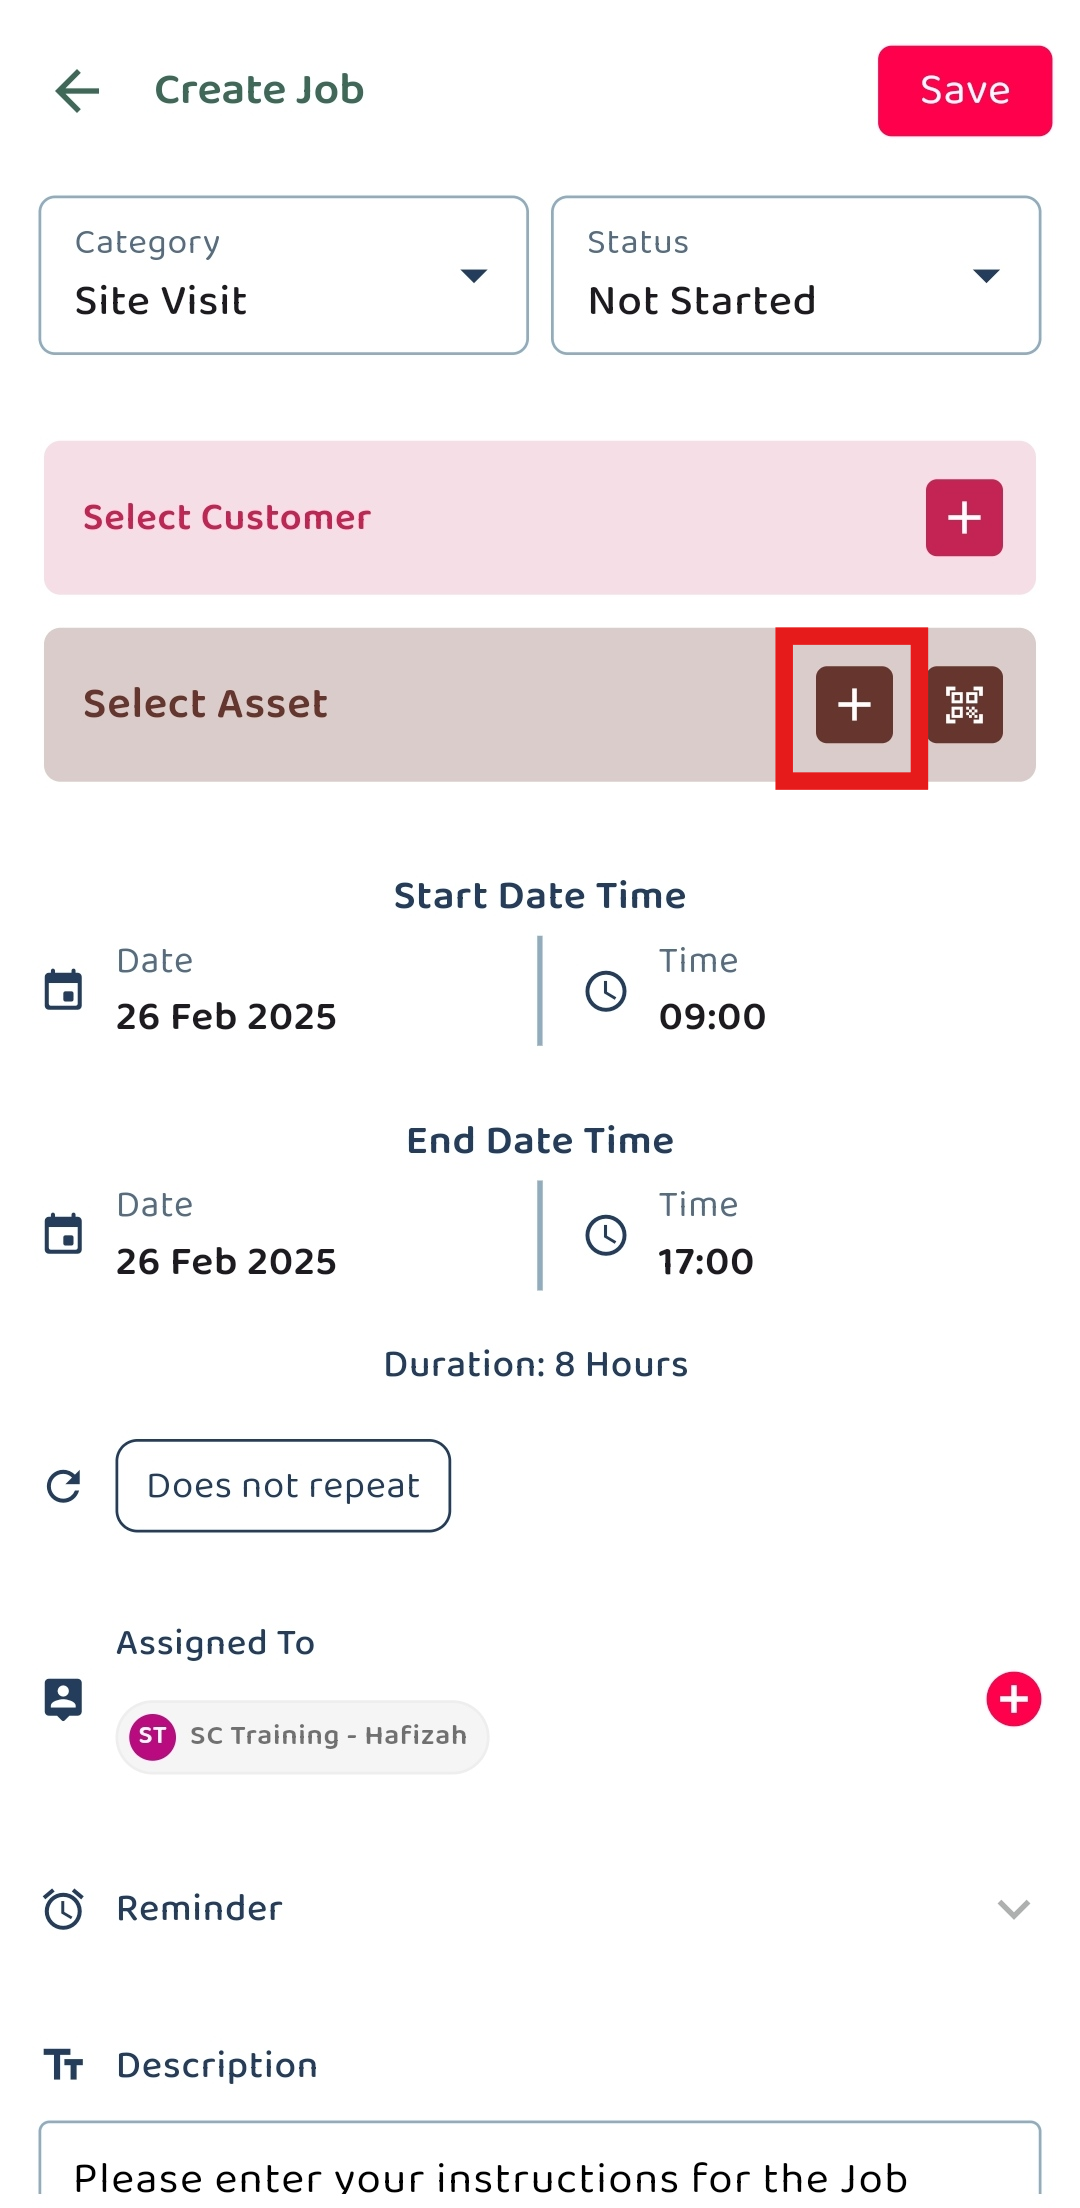 Create Job
Save
Category
Site Visit
Status
Not Started
Select Customer
Select Asset
Start Date Time
Date
26 Feb 2025
Time
09:00
End Date Time
Date
26 Feb 2025
Time
17:00
Duration: 8 Hours
Does not repeat
Assigned To
ST SC Training - Hafizah
Reminder
Tt Description
Please enter your instructions for the Job